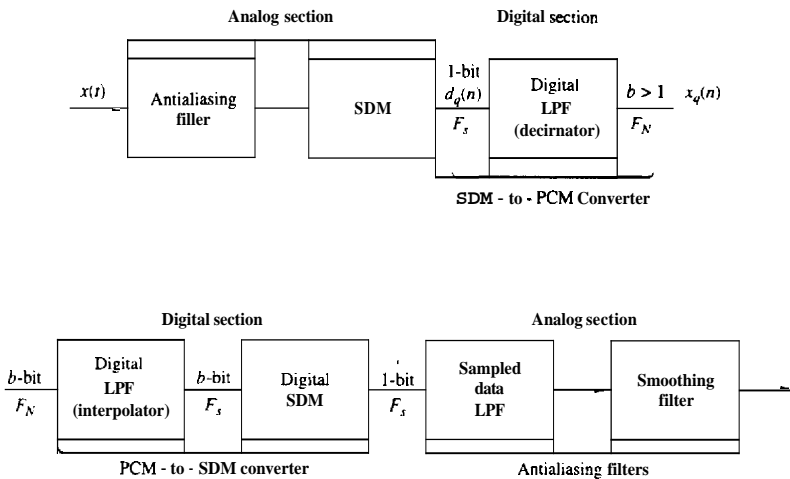 Analog section
Digital section
x(t)
Antialiasing
filler
SDM
1-bit
d_q(n)
F_s
Digital
LPF
(decirnator)
b > 1
F_N
x_q(n)
SDM - to - PCM Converter
Digital section
Analog section
b-bit
F_N
Digital
LPF
(interpolator)
b-bit
F_s
Digital
SDM
1-bit
F_s
Sampled
data
LPF
Smoothing
filter
PCM - to - SDM converter
Antialiasing filters